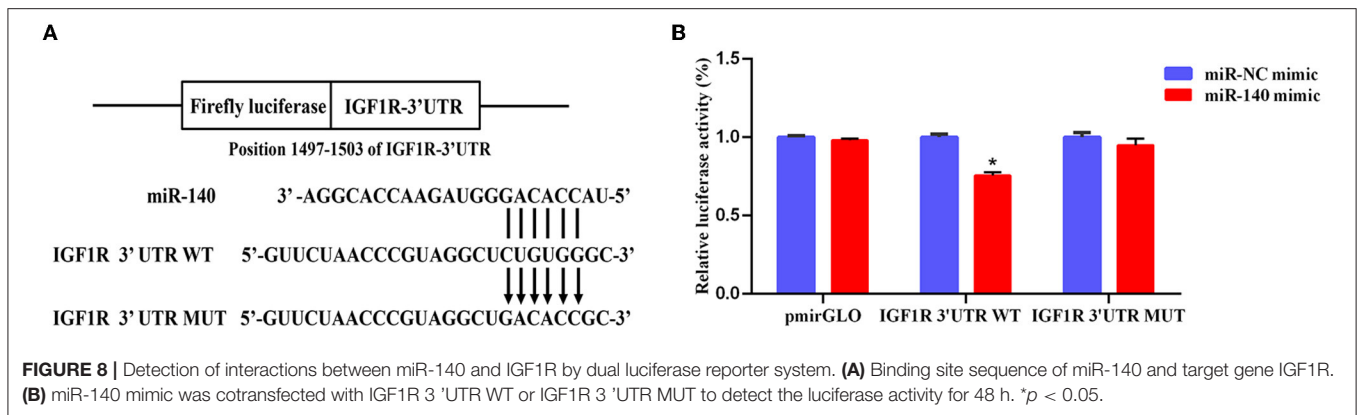 A
Firefly luciferase IGF1R-3’UTR
Position 1497-1503 of IGF1R-3’UTR
miR-140 3’ -AGGCACCAAGAUGGGACACCAU-5’
IGF1R 3’ UTR WT 5’-GUUCUAACCCGUAGGCUCUGUGGGC-3’
IGF1R 3’ UTR MUT 5’-GUUCUAACCCGUAGGCUGACACCGC-3’
B
Relative luciferase activity (%)
1.5
1.0
0.5
0.0
*
miR-NC mimic
miR-140 mimic
pmirGLO IGF1R 3'UTR WT IGF1R 3'UTR MUT
FIGURE 8 | Detection of interactions between miR-140 and IGF1R by dual luciferase reporter system. (A) Binding site sequence of miR-140 and target gene IGF1R.
(B) miR-140 mimic was cotransfected with IGF1R 3 ’UTR WT or IGF1R 3 ’UTR MUT to detect the luciferase activity for 48 h. *p < 0.05.